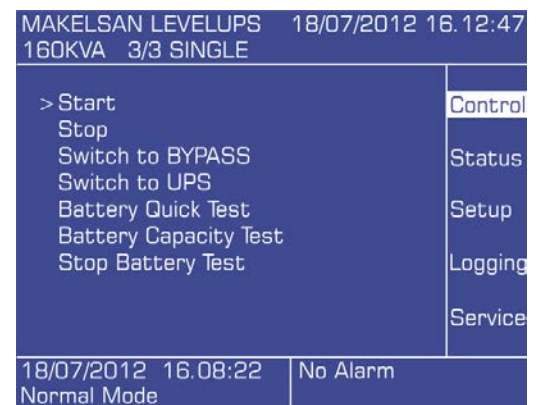 MAKELSAN LEVELUPS 18/07/2012 16.12:47
160KVA 3/3 SINGLE
> Start
Stop
Switch to BYPASS
Switch to UPS
Battery Quick Test
Battery Capacity Test
Stop Battery Test
Control
Status
Setup
Logging
Service
18/07/2012 16.08:22
Normal Mode
No Alarm